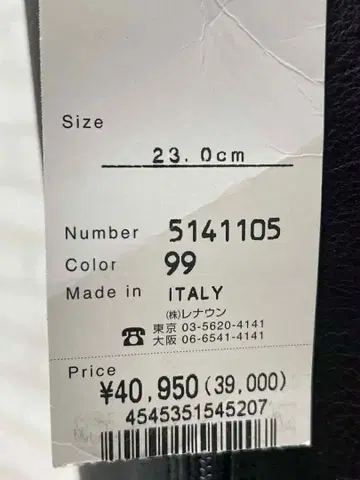 Size
23.0cm
Number 5141105
Color 99
Made in ITALY
(株)レナウン
☎ 東京 03-5620-4141
大阪 06-6541-4141
Price
¥40,950(39,000)
4545351545207